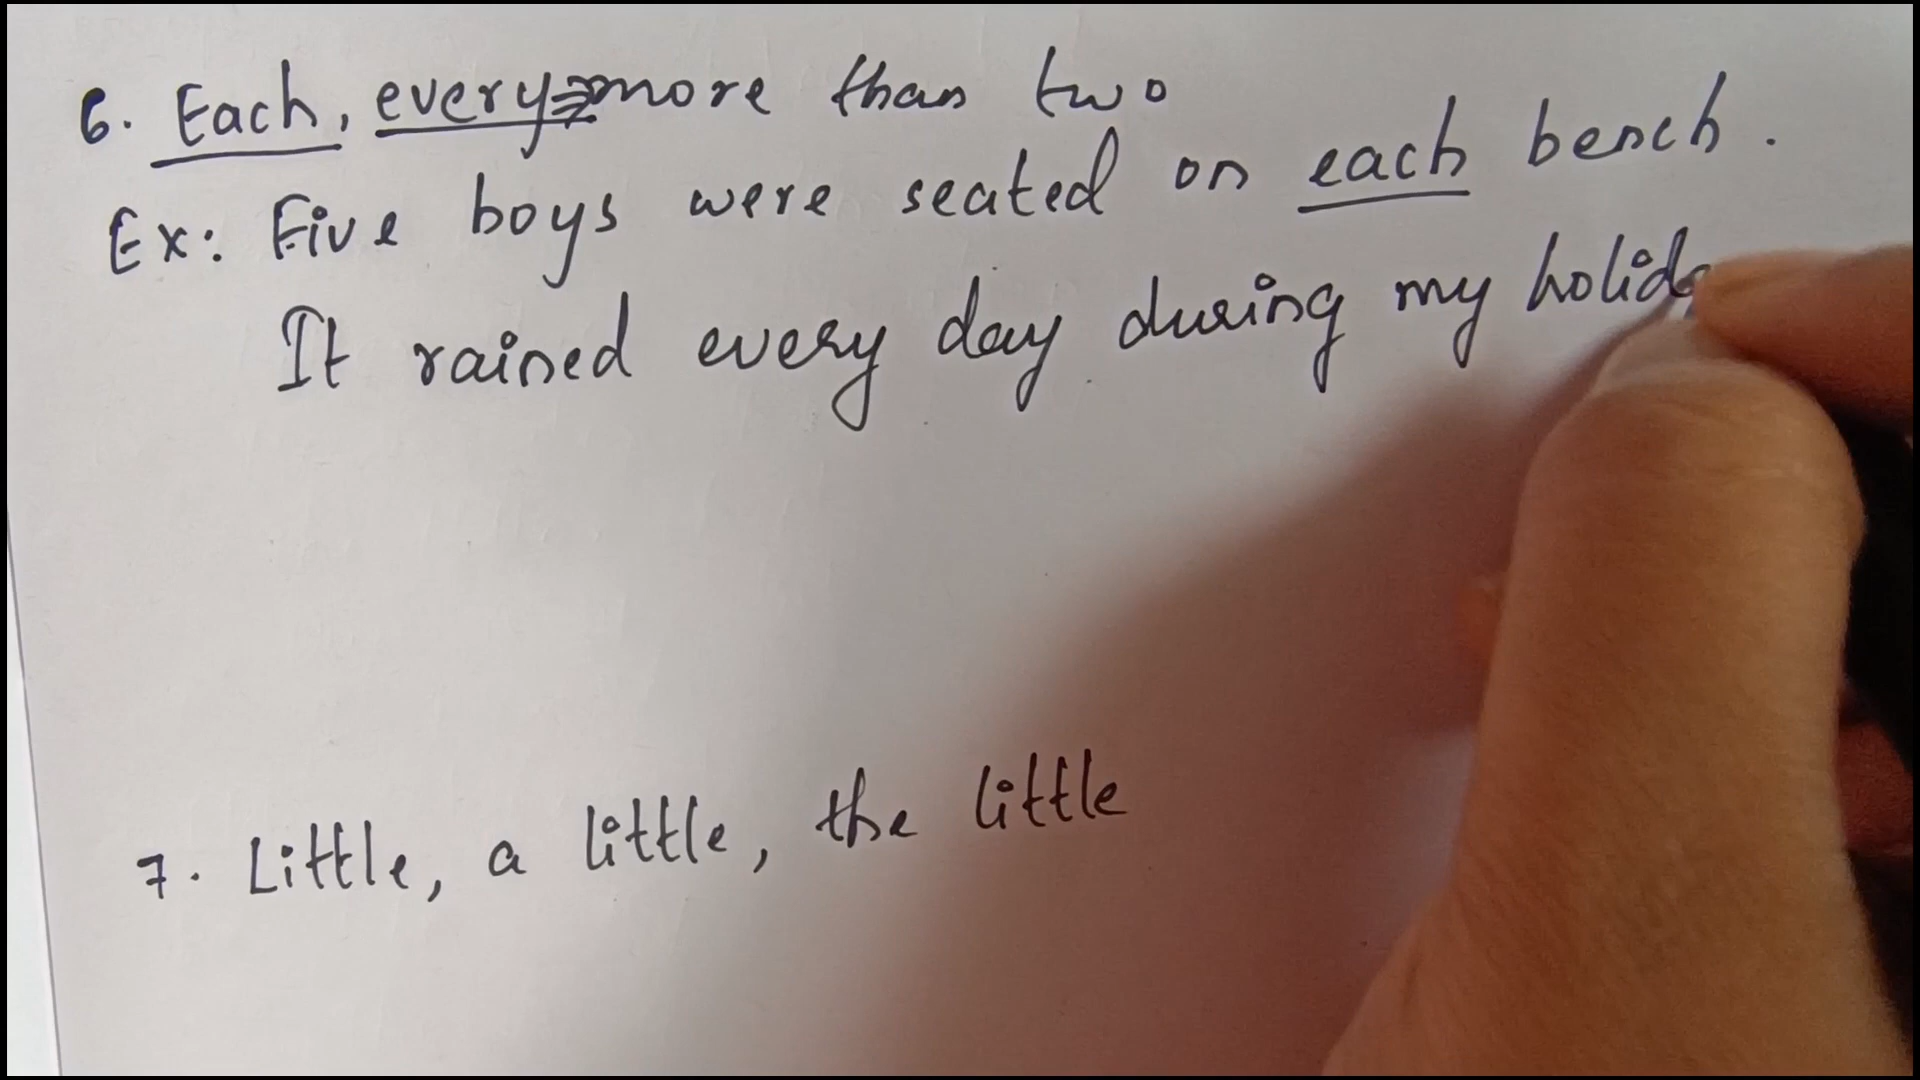 6. Each, every ⇒ more than two
Ex: Five boys were seated on each bench.
It rained every day during my holida
7. Little, a little, the little